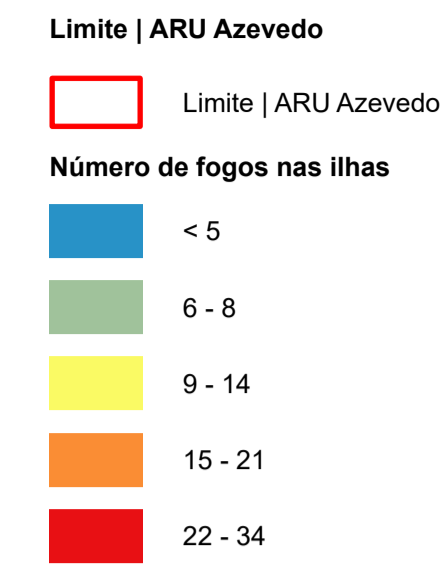 Limite | ARU Azevedo
Limite | ARU Azevedo
Número de fogos nas ilhas
< 5
6 - 8
9 - 14
15 - 21
22 - 34